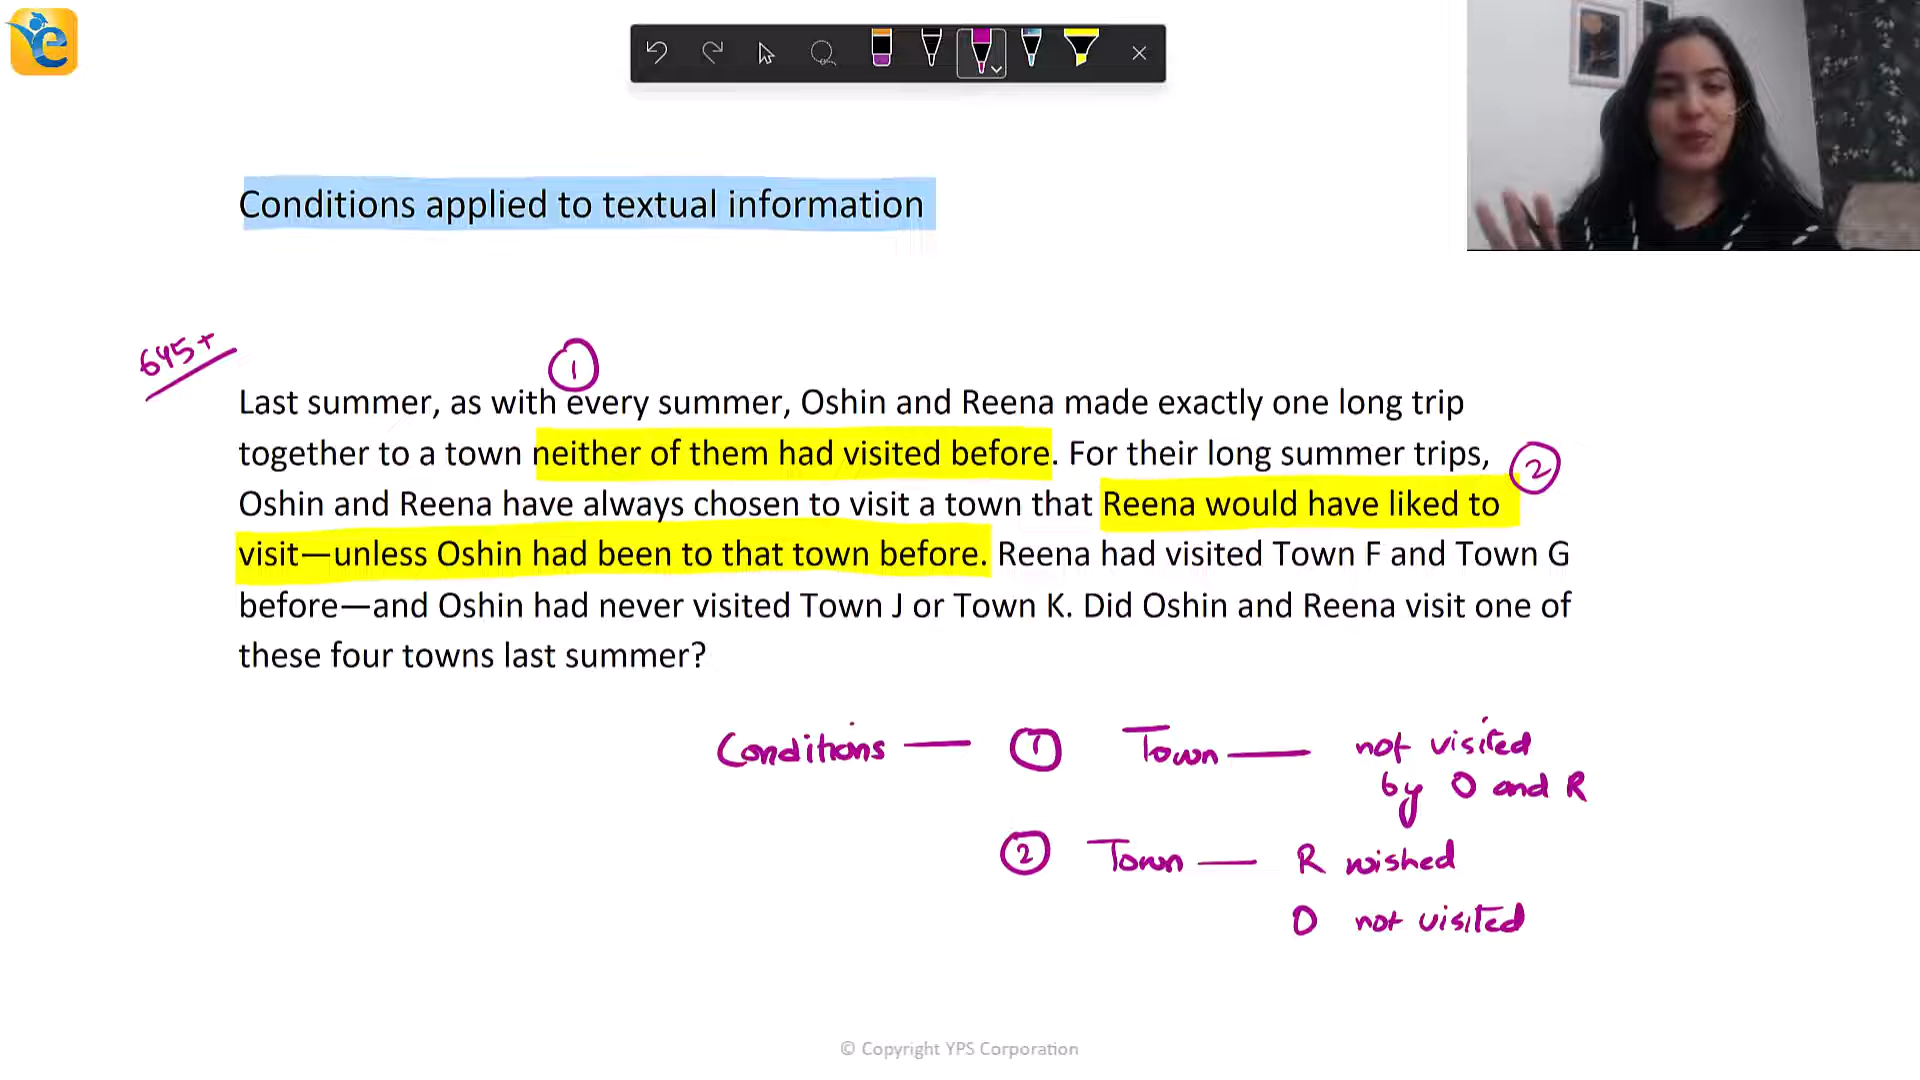 Conditions applied to textual information
645+
1
Last summer, as with every summer, Oshin and Reena made exactly one long trip
together to a town neither of them had visited before. For their long summer trips,
2
Oshin and Reena have always chosen to visit a town that Reena would have liked to
visit—unless Oshin had been to that town before. Reena had visited Town F and Town G
before—and Oshin had never visited Town J or Town K. Did Oshin and Reena visit one of
these four towns last summer?
Conditions — 1 Town — not visited
by O and R
2 Town — R wished
O not visited
© Copyright YPS Corporation